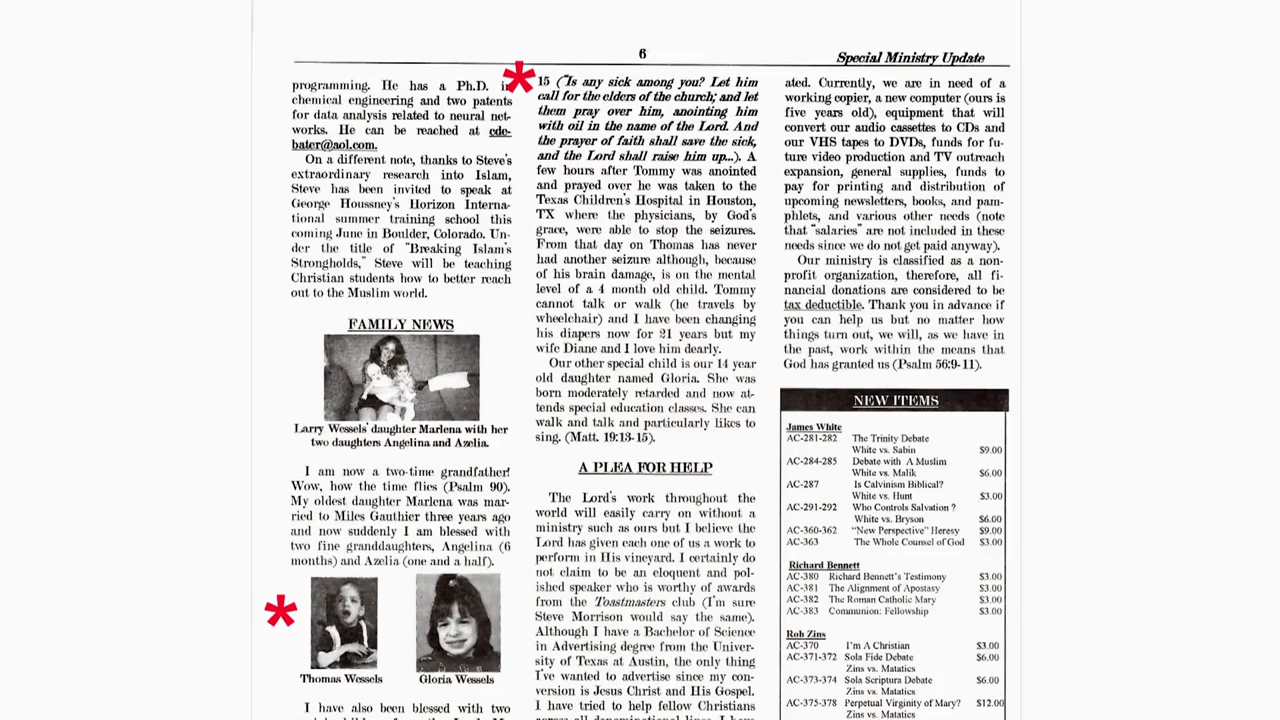 6
Special Ministry Update
programming. He has a Ph.D. in
chemical engineering and two patents
for data analysis related to neural net-
works. He can be reached at cde-
bater@aol.com.
On a different note, thanks to Steve's
extraordinary research into Islam,
Steve has been invited to speak at
George Houssney's Horizon Interna-
tional summer training school this
coming June in Boulder, Colorado. Un-
der the title of "Breaking Islam's
Strongholds," Steve will be teaching
Christian students how to better reach
out to the Muslim world.
FAMILY NEWS
Larry Wessels' daughter Marlena with her
two daughters Angelina and Azelia.
I am now a two-time grandfather!
Wow, how the time flies (Psalm 90).
My oldest daughter Marlena was mar-
ried to Miles Gauthier three years ago
and now suddenly I am blessed with
two fine granddaughters, Angelina (6
months) and Azelia (one and a half).
* Thomas Wessels
Gloria Wessels
I have also been blessed with two
* 15 ("Is any sick among you? Let him
call for the elders of the church; and let
them pray over him, anointing him
with oil in the name of the Lord. And
the prayer of faith shall save the sick,
and the Lord shall raise him up...). A
few hours after Tommy was anointed
and prayed over he was taken to the
Texas Children's Hospital in Houston,
TX where the physicians, by God's
grace, were able to stop the seizures.
From that day on Thomas has never
had another seizure although, because
of his brain damage, is on the mental
level of a 4 month old child. Tommy
cannot talk or walk (he travels by
wheelchair) and I have been changing
his diapers now for 21 years but my
wife Diane and I love him dearly.
Our other special child is our 14 year
old daughter named Gloria. She was
born moderately retarded and now at-
tends special education classes. She can
walk and talk and particularly likes to
sing. (Matt. 19:13-15).
A PLEA FOR HELP
The Lord's work throughout the
world will easily carry on without a
ministry such as ours but I believe the
Lord has given each one of us a work to
perform in His vineyard. I certainly do
not claim to be an eloquent and pol-
ished speaker who is worthy of awards
from the Toastmasters club (I'm sure
Steve Morrison would say the same).
Although I have a Bachelor of Science
in Advertising degree from the Univer-
sity of Texas at Austin, the only thing
I've wanted to advertise since my con-
version is Jesus Christ and His Gospel.
I have tried to help fellow Christians
ated. Currently, we are in need of a
working copier, a new computer (ours is
five years old), equipment that will
convert our audio cassettes to CDs and
our VHS tapes to DVDs, funds for fu-
ture video production and TV outreach
expansion, general supplies, funds to
pay for printing and distribution of
upcoming newsletters, books, and pam-
phlets, and various other needs (note
that "salaries" are not included in these
needs since we do not get paid anyway).
Our ministry is classified as a non-
profit organization, therefore, all fi-
nancial donations are considered to be
tax deductible. Thank you in advance if
you can help us but no matter how
things turn out, we will, as we have in
the past, work within the means that
God has granted us (Psalm 56:9-11).
NEW ITEMS
James White
AC-281-282 The Trinity Debate
White vs. Sabin $9.00
AC-284-285 Debate with A Muslim
White vs. Malik $6.00
AC-287 Is Calvinism Biblical?
White vs. Hunt $3.00
AC-291-292 Who Controls Salvation ?
White vs. Bryson $6.00
AC-360-362 "New Perspective" Heresy $9.00
AC-363 The Whole Counsel of God $3.00
Richard Bennett
AC-380 Richard Bennett's Testimony $3.00
AC-381 The Alignment of Apostasy $3.00
AC-382 The Roman Catholic Mary $3.00
AC-383 Communion: Fellowship $3.00
Rob Zins
AC-370 I'm A Christian $3.00
AC-371-372 Sola Fide Debate $6.00
Zins vs. Matatics
AC-373-374 Sola Scriptura Debate $6.00
Zins vs. Matatics
AC-375-378 Perpetual Virginity of Mary? $12.00
Zins vs. Matatics